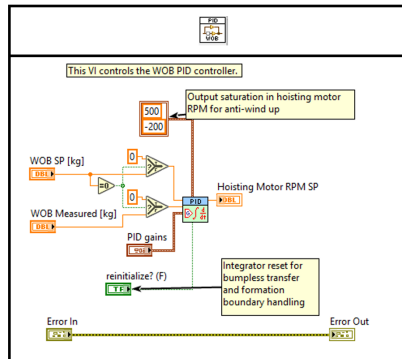 PID
WOB
This VI controls the WOB PID controller.
500
-200
Output saturation in hoisting motor
RPM for anti-wind up
WOB SP [kg]
DBL
=0
0
?
0
?
WOB Measured [kg]
DBL
PID
Hoisting Motor RPM SP
DBL
PID gains
reinitialize? (F)
TF
Integrator reset for
bumpless transfer
and formation
boundary handling
Error In
Error Out